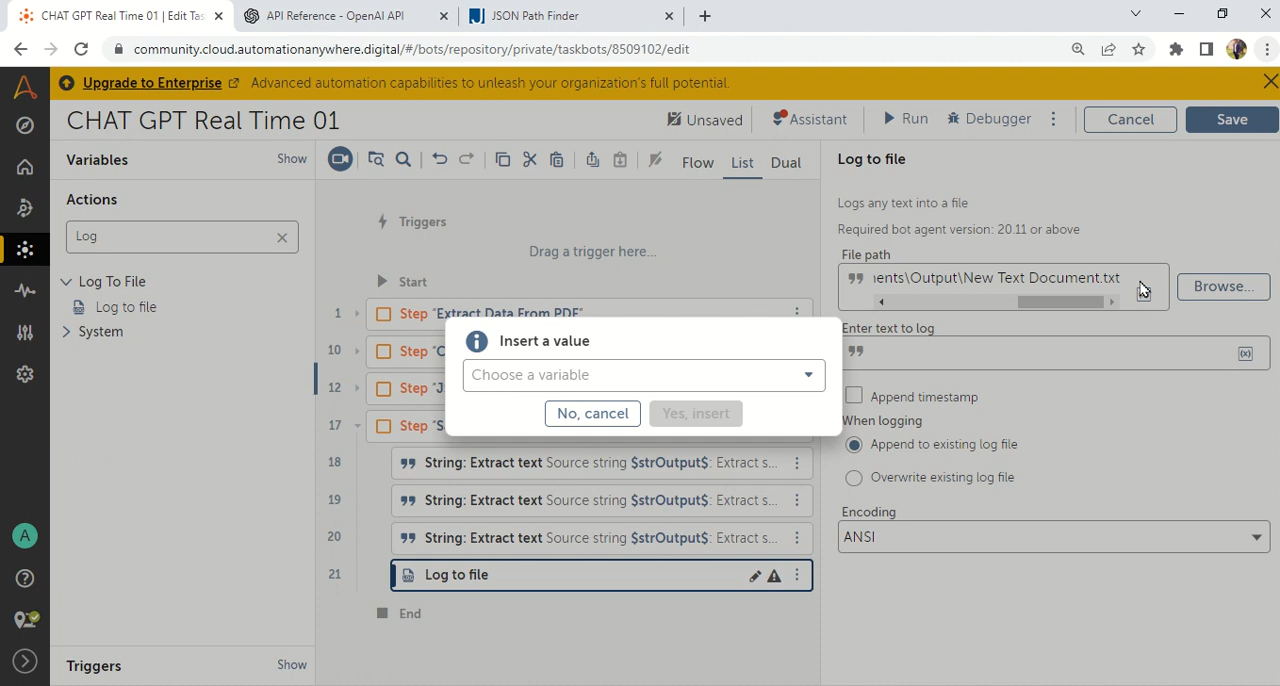 CHAT GPT Real Time 01 | Edit Tas
API Reference - OpenAI API
JSON Path Finder
community.cloud.automationanywhere.digital/#/bots/repository/private/taskbots/8509102/edit
Upgrade to Enterprise
Advanced automation capabilities to unleash your organization's full potential.
CHAT GPT Real Time 01
Unsaved
Assistant
Run
Debugger
Cancel
Save
Variables
Show
Flow
List
Dual
Log to file
Actions
Log
Log To File
Log to file
System
Triggers
Drag a trigger here...
Start
1 Step "Extract Data From PDF"
10 Step "C
12 Step "J
17 Step "S
18 String: Extract text Source string $strOutput$: Extract s...
19 String: Extract text Source string $strOutput$: Extract s...
20 String: Extract text Source string $strOutput$: Extract s...
21 Log to file
End
Insert a value
Choose a variable
No, cancel
Yes, insert
Logs any text into a file
Required bot agent version: 20.11 or above
File path
ients\Output\New Text Document.txt
Browse...
Enter text to log
(x)
Append timestamp
When logging
Append to existing log file
Overwrite existing log file
Encoding
ANSI
A
Triggers
Show